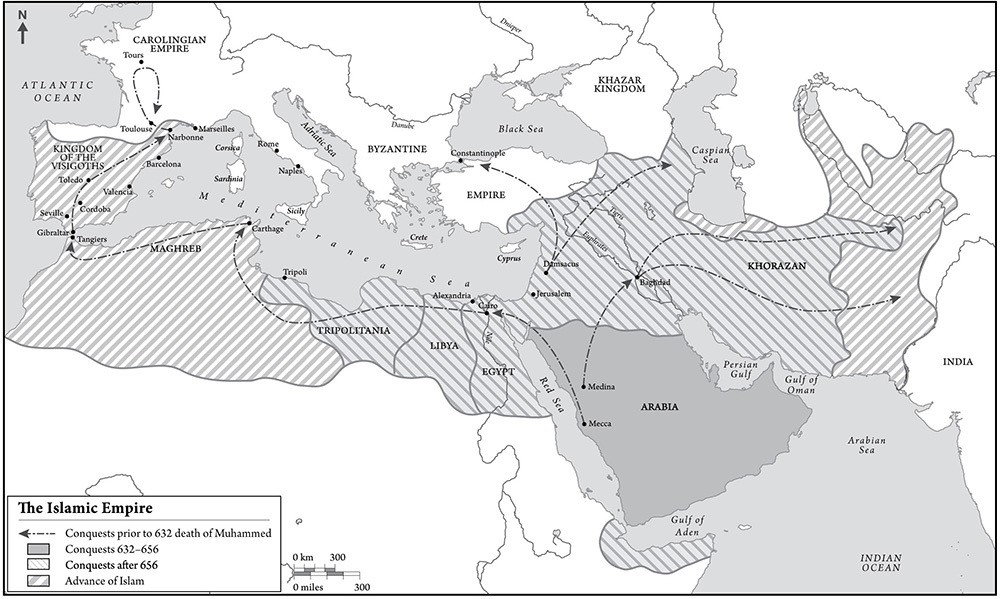 N
CAROLINGIAN
EMPIRE
Tours
ATLANTIC
OCEAN
Dnieper
KHAZAR
KINGDOM
Toulouse
Narbonne
Marseilles
KINGDOM
OF THE
VISIGOTHS
Corsica
Rome
Adriatic Sea
Danube
Black Sea
Caspian
Sea
BYZANTINE
EMPIRE
Constantinople
Barcelona
Toledo
Sardinia
Naples
Valencia
Mediterranean Sea
Seville
Cordoba
Sicily
Gibraltar
Tangiers
Carthage
MAGHREB
Crete
Cyprus
Tigris
Euphrates
Damsacus
KHORAZAN
Tripoli
Baghdad
Alexandria
Cairo
Jerusalem
TRIPOLITANIA
LIBYA
Nile
EGYPT
Red Sea
Persian
Gulf
Gulf of
Oman
INDIA
Medina
ARABIA
Mecca
Arabian
Sea
Gulf of
Aden
INDIAN
OCEAN
The Islamic Empire
Conquests prior to 632 death of Muhammed
Conquests 632–656
Conquests after 656
Advance of Islam
0 km 300
0 miles 300